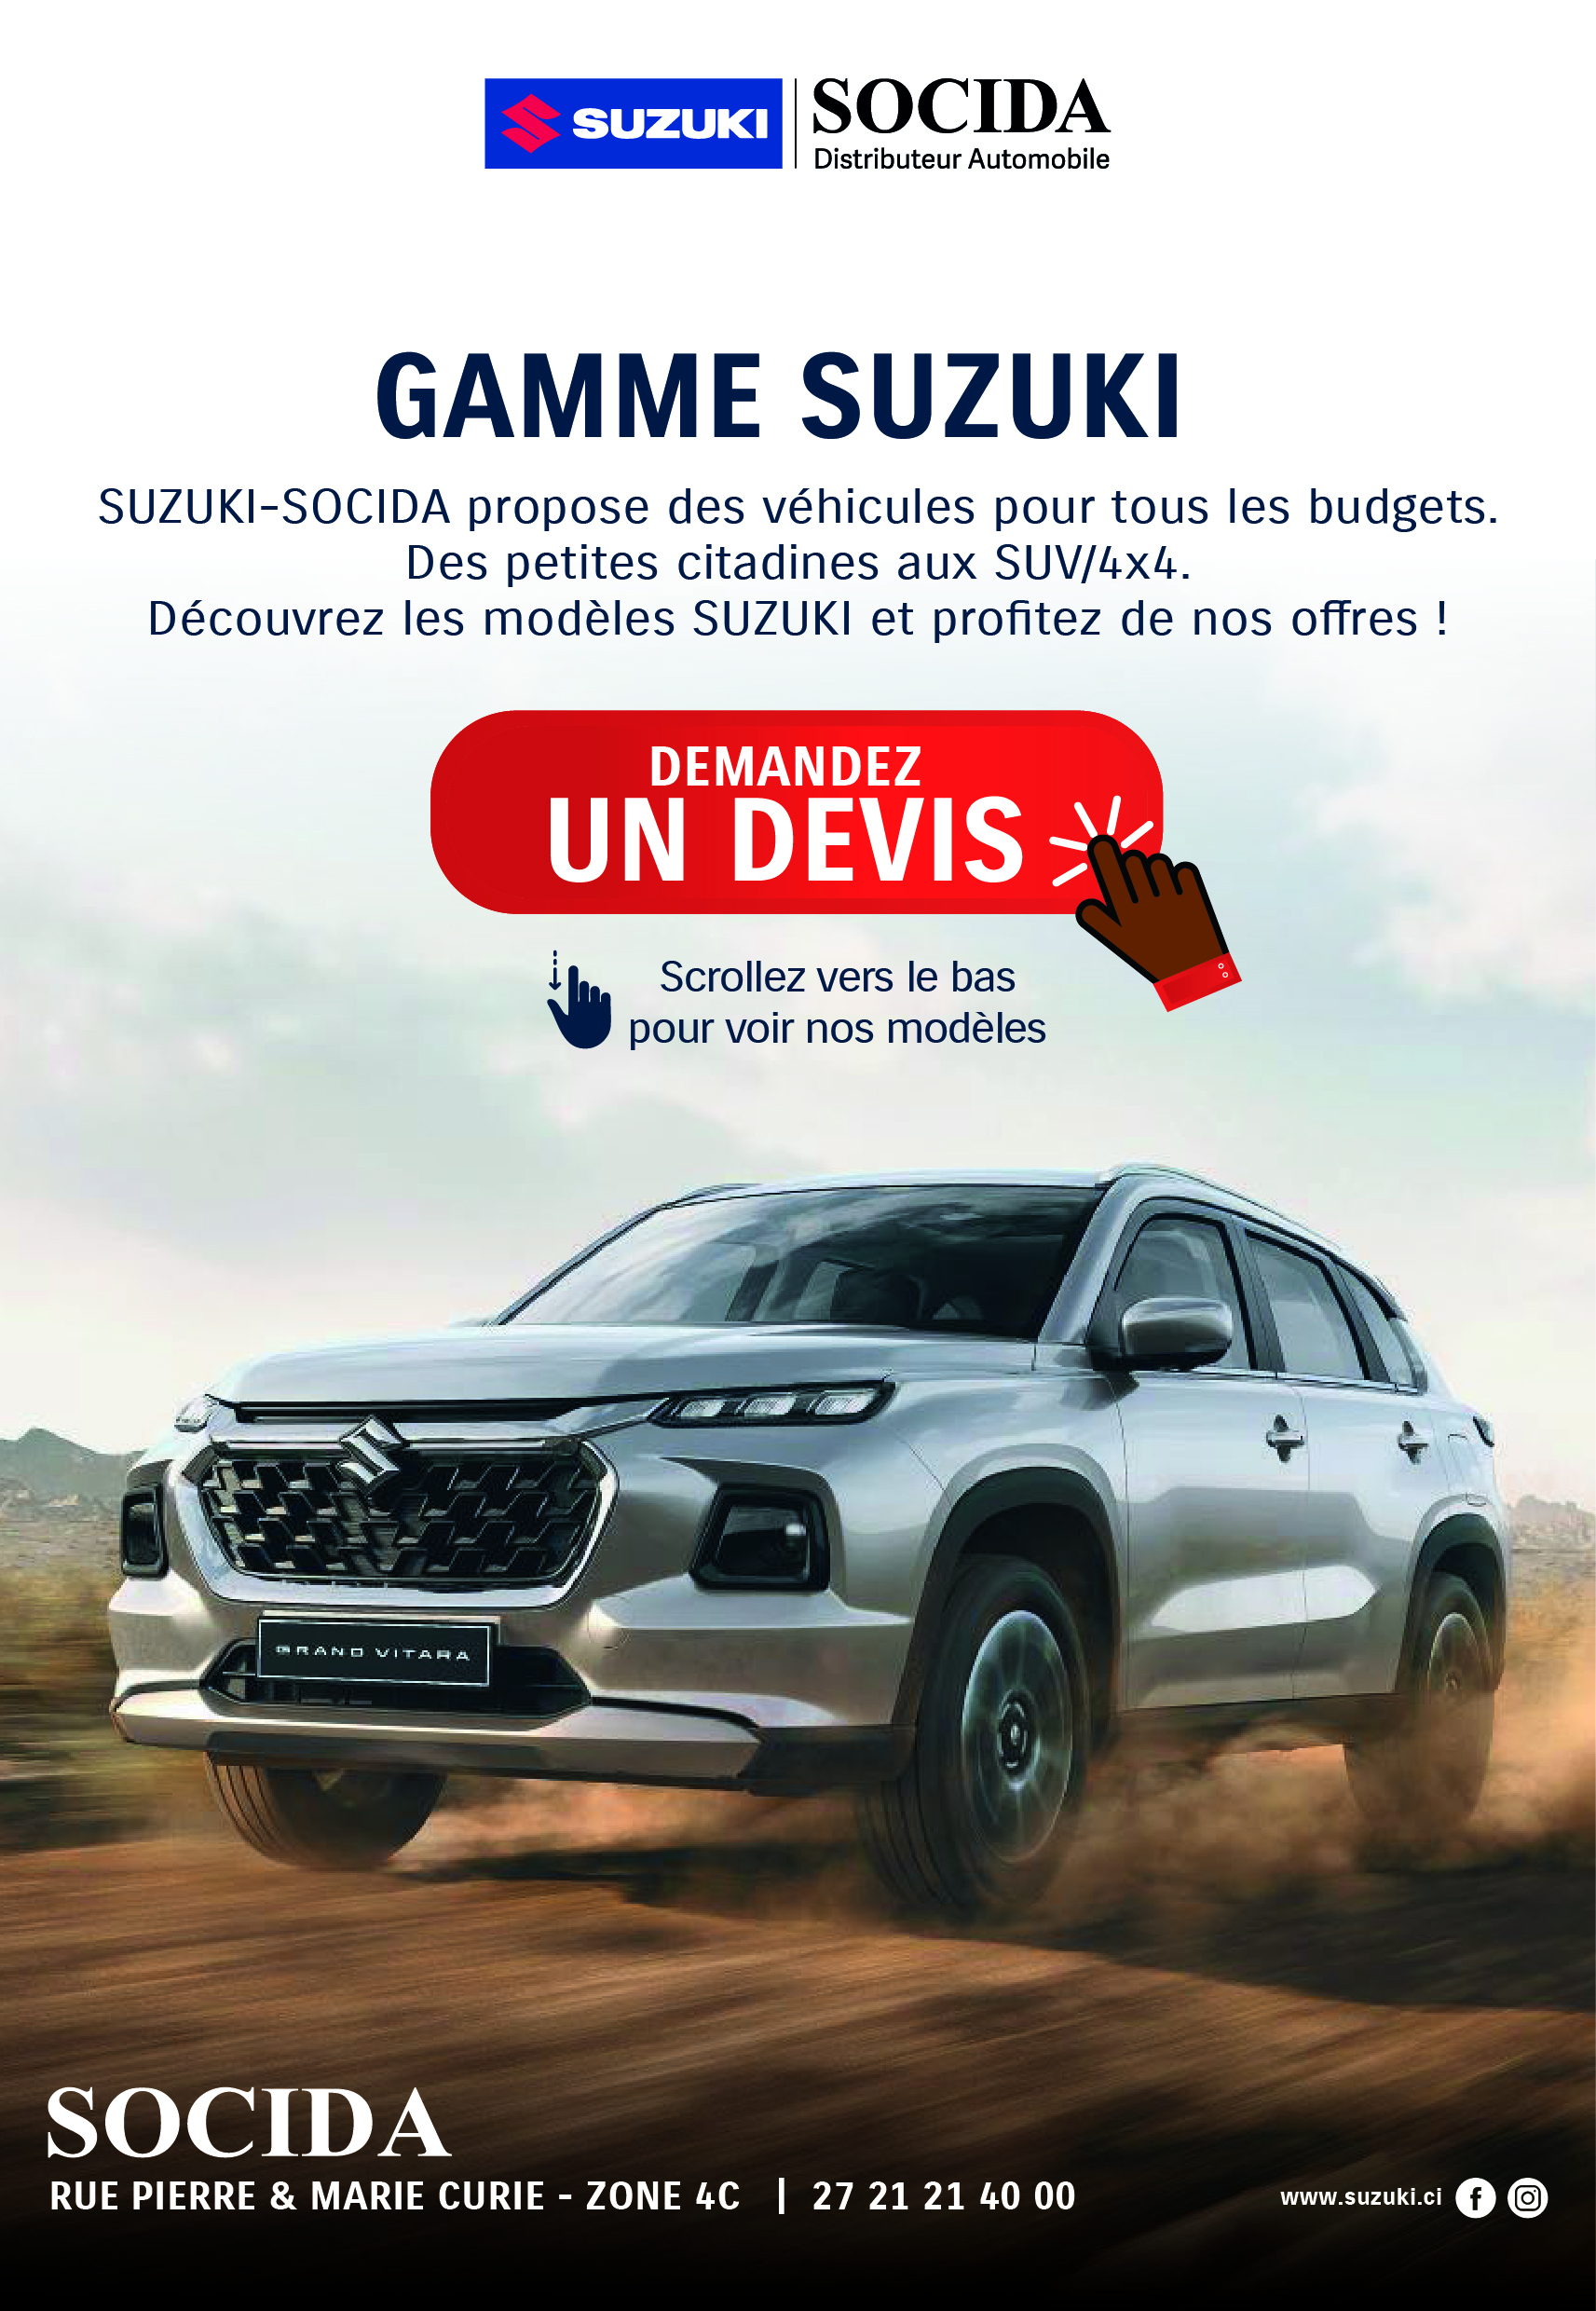 SUZUKI
SOCIDA
Distributeur Automobile
GAMME SUZUKI
SUZUKI-SOCIDA propose des véhicules pour tous les budgets.
Des petites citadines aux SUV/4x4.
Découvrez les modèles SUZUKI et profitez de nos offres !
DEMANDEZ
UN DEVIS
Scrollez vers le bas
pour voir nos modèles
GRAND VITARA
SOCIDA
RUE PIERRE & MARIE CURIE - ZONE 4C | 27 21 21 40 00
www.suzuki.ci